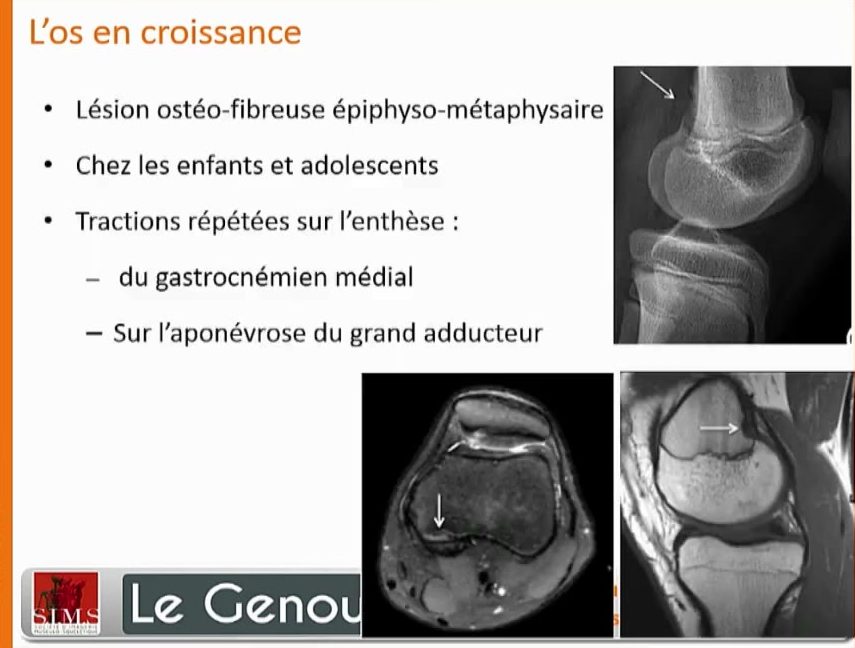 L'os en croissance
• Lésion ostéo-fibreuse épiphyso-métaphysaire
• Chez les enfants et adolescents
• Tractions répétées sur l'enthèse :
– du gastrocnémien médial
– Sur l'aponévrose du grand adducteur
S.I.M.S
Le Genou